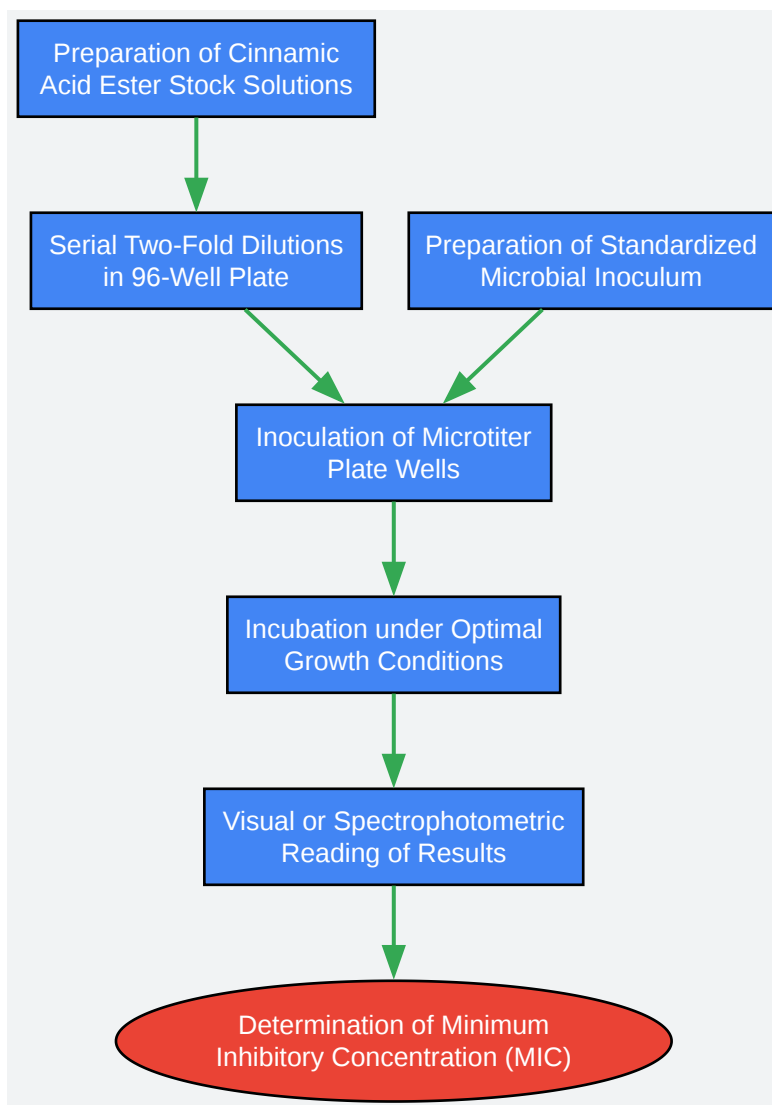 Preparation of Cinnamic
Acid Ester Stock Solutions
Serial Two-Fold Dilutions
in 96-Well Plate
Preparation of Standardized
Microbial Inoculum
Inoculation of Microtiter
Plate Wells
Incubation under Optimal
Growth Conditions
Visual or Spectrophotometric
Reading of Results
Determination of Minimum
Inhibitory Concentration (MIC)